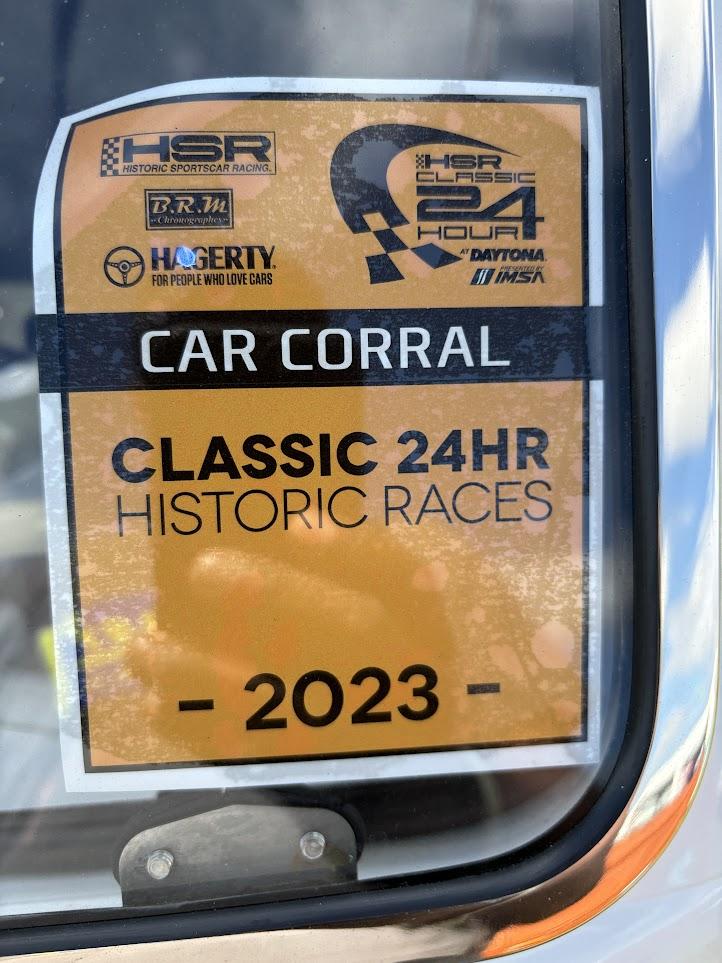 HSR
HISTORIC SPORTSCAR RACING.
B.R.M
Chronographes
HAGERTY.
FOR PEOPLE WHO LOVE CARS
HSR
CLASSIC
24
HOUR
AT DAYTONA
PRESENTED BY
IMSA
CAR CORRAL
CLASSIC 24HR
HISTORIC RACES
- 2023 -